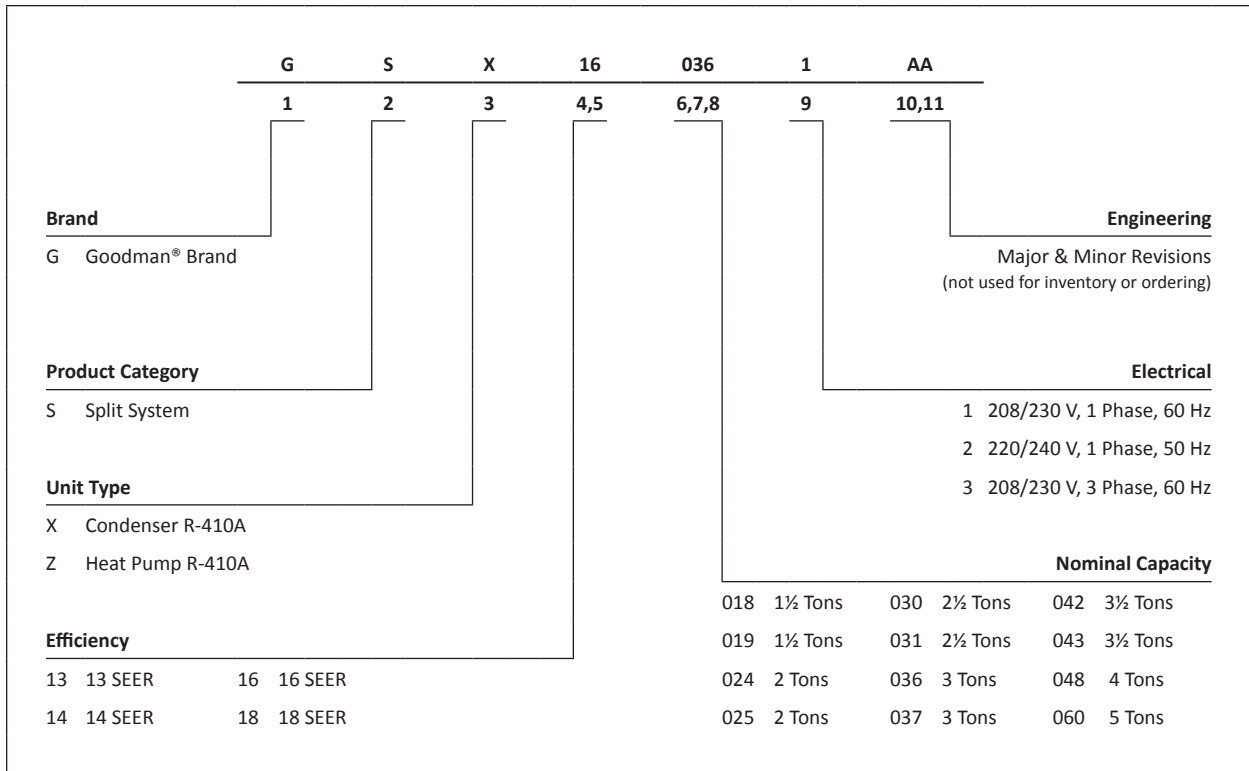 G S X 16 036 1 AA
1 2 3 4,5 6,7,8 9 10,11
Brand
G Goodman® Brand
Engineering
Major & Minor Revisions
(not used for inventory or ordering)
Product Category
S Split System
Electrical
1 208/230 V, 1 Phase, 60 Hz
2 220/240 V, 1 Phase, 50 Hz
3 208/230 V, 3 Phase, 60 Hz
Unit Type
X Condenser R-410A
Z Heat Pump R-410A
Nominal Capacity
018 1½ Tons 030 2½ Tons 042 3½ Tons
019 1½ Tons 031 2½ Tons 043 3½ Tons
024 2 Tons 036 3 Tons 048 4 Tons
025 2 Tons 037 3 Tons 060 5 Tons
Efficiency
13 13 SEER 16 16 SEER
14 14 SEER 18 18 SEER